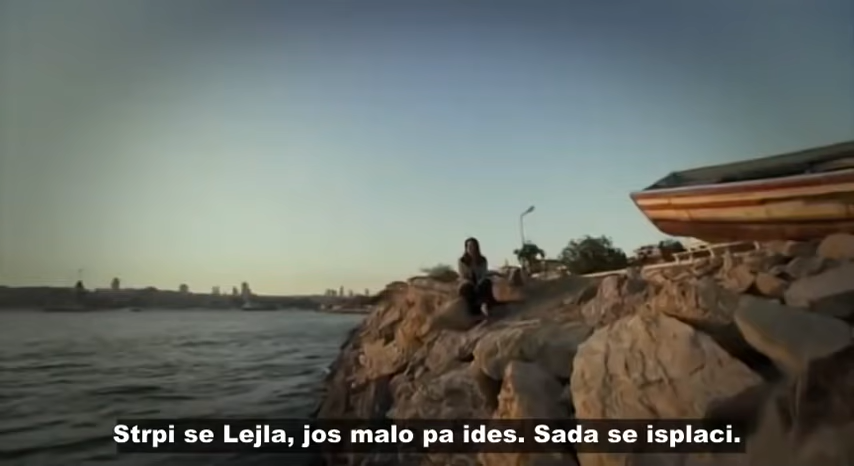 Strpi se Lejla, jos malo pa ides. Sada se isplaci.